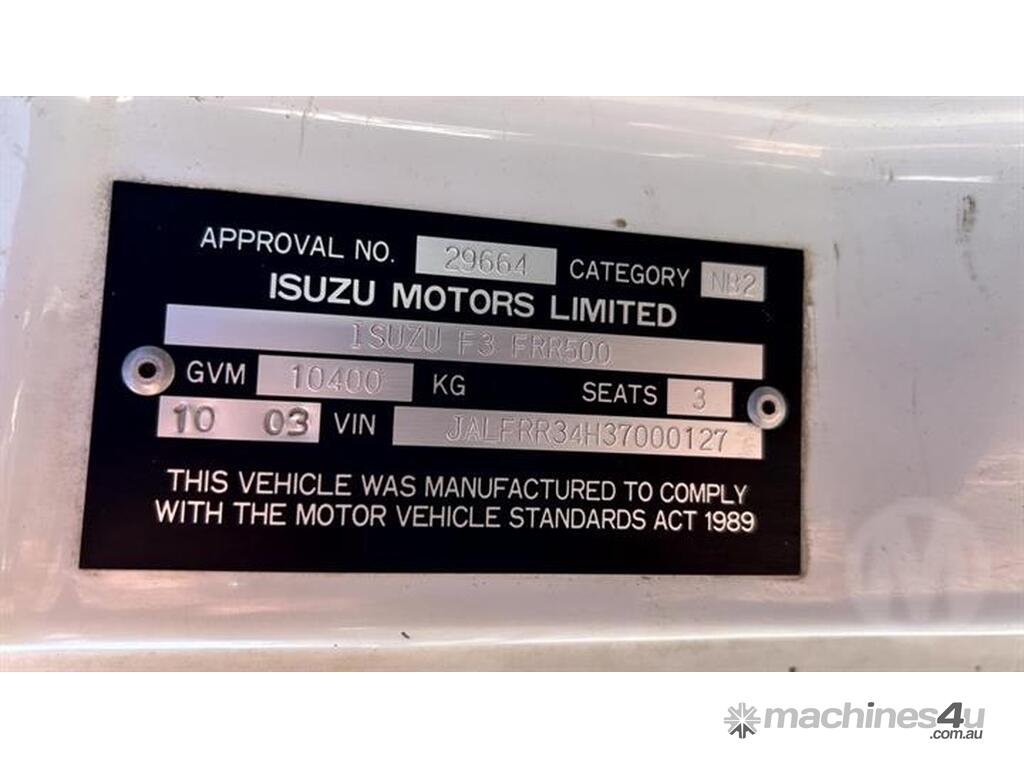 APPROVAL NO. 29664 CATEGORY NB2
ISUZU MOTORS LIMITED
ISUZU F3 FRR500
GVM 10400 KG SEATS 3
10 03 VIN JALFRR34H37000127
THIS VEHICLE WAS MANUFACTURED TO COMPLY
WITH THE MOTOR VEHICLE STANDARDS ACT 1989
M
machines4u
.com.au